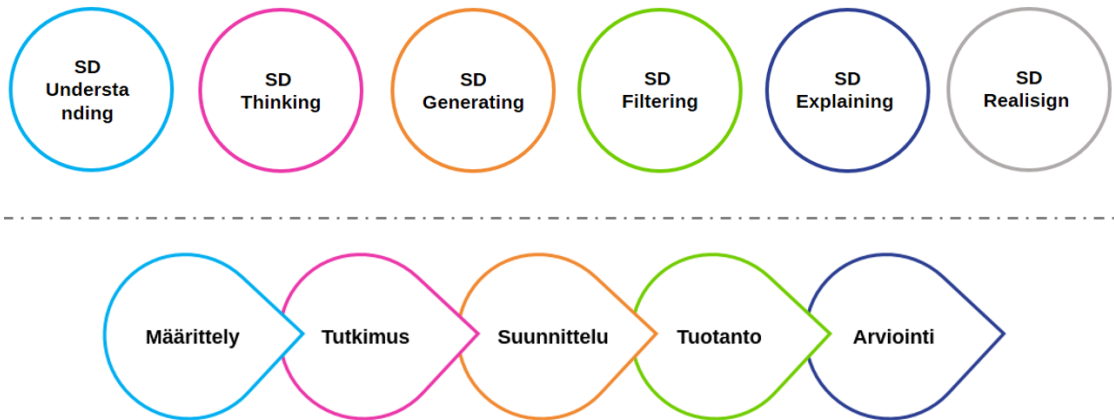 SD
Understa
nding
SD
Thinking
SD
Generating
SD
Filtering
SD
Explaining
SD
Realisign
Määrittely
Tutkimus
Suunnittelu
Tuotanto
Arviointi